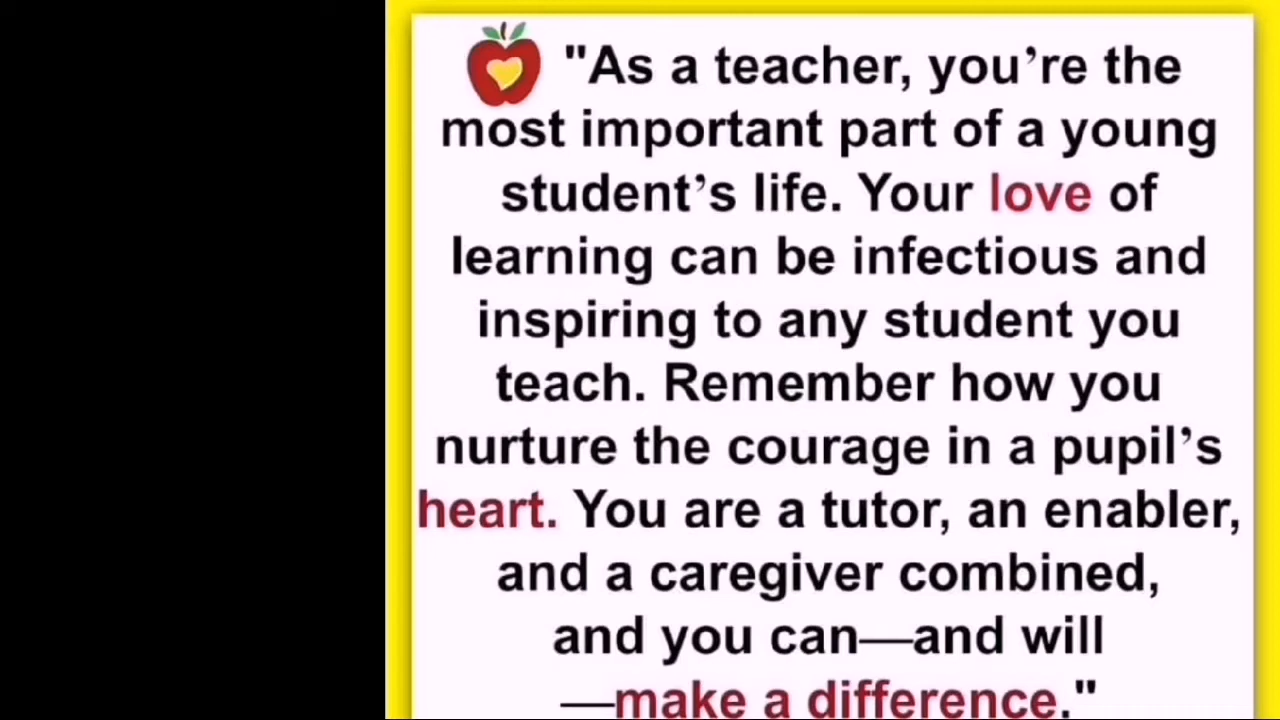 "As a teacher, you’re the
most important part of a young
student’s life. Your love of
learning can be infectious and
inspiring to any student you
teach. Remember how you
nurture the courage in a pupil’s
heart. You are a tutor, an enabler,
and a caregiver combined,
and you can—and will
—make a difference."